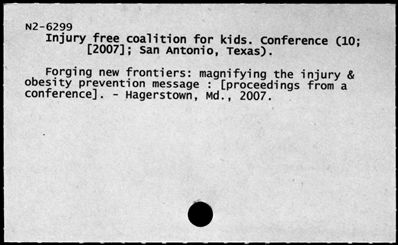 N2-6299
Injury free coalition for kids. Conference (10;
[2007]; San Antonio, Texas).
Forging new frontiers: magnifying the injury &
obesity prevention message : [proceedings from a
conference]. - Hagerstown, Md., 2007.